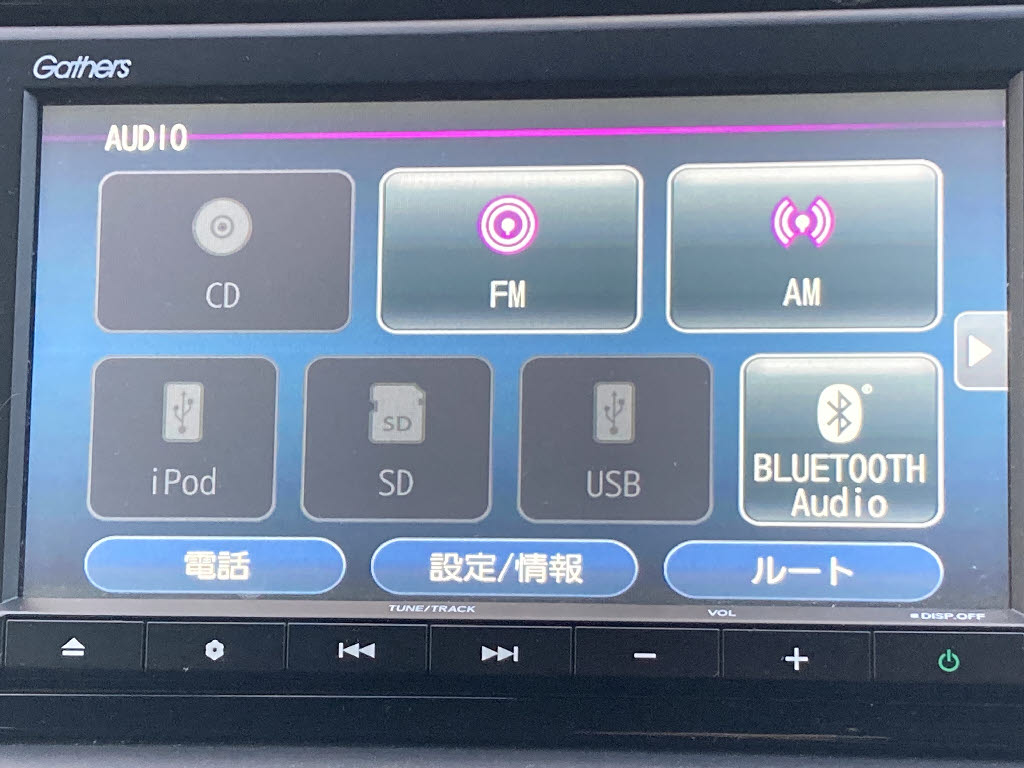 Gathers
AUDIO
CD
FM
AM
iPod
SD
SD
USB
BLUETOOTH
Audio
電話
設定/情報
ルート
TUNE/TRACK
VOL
DISP.OFF